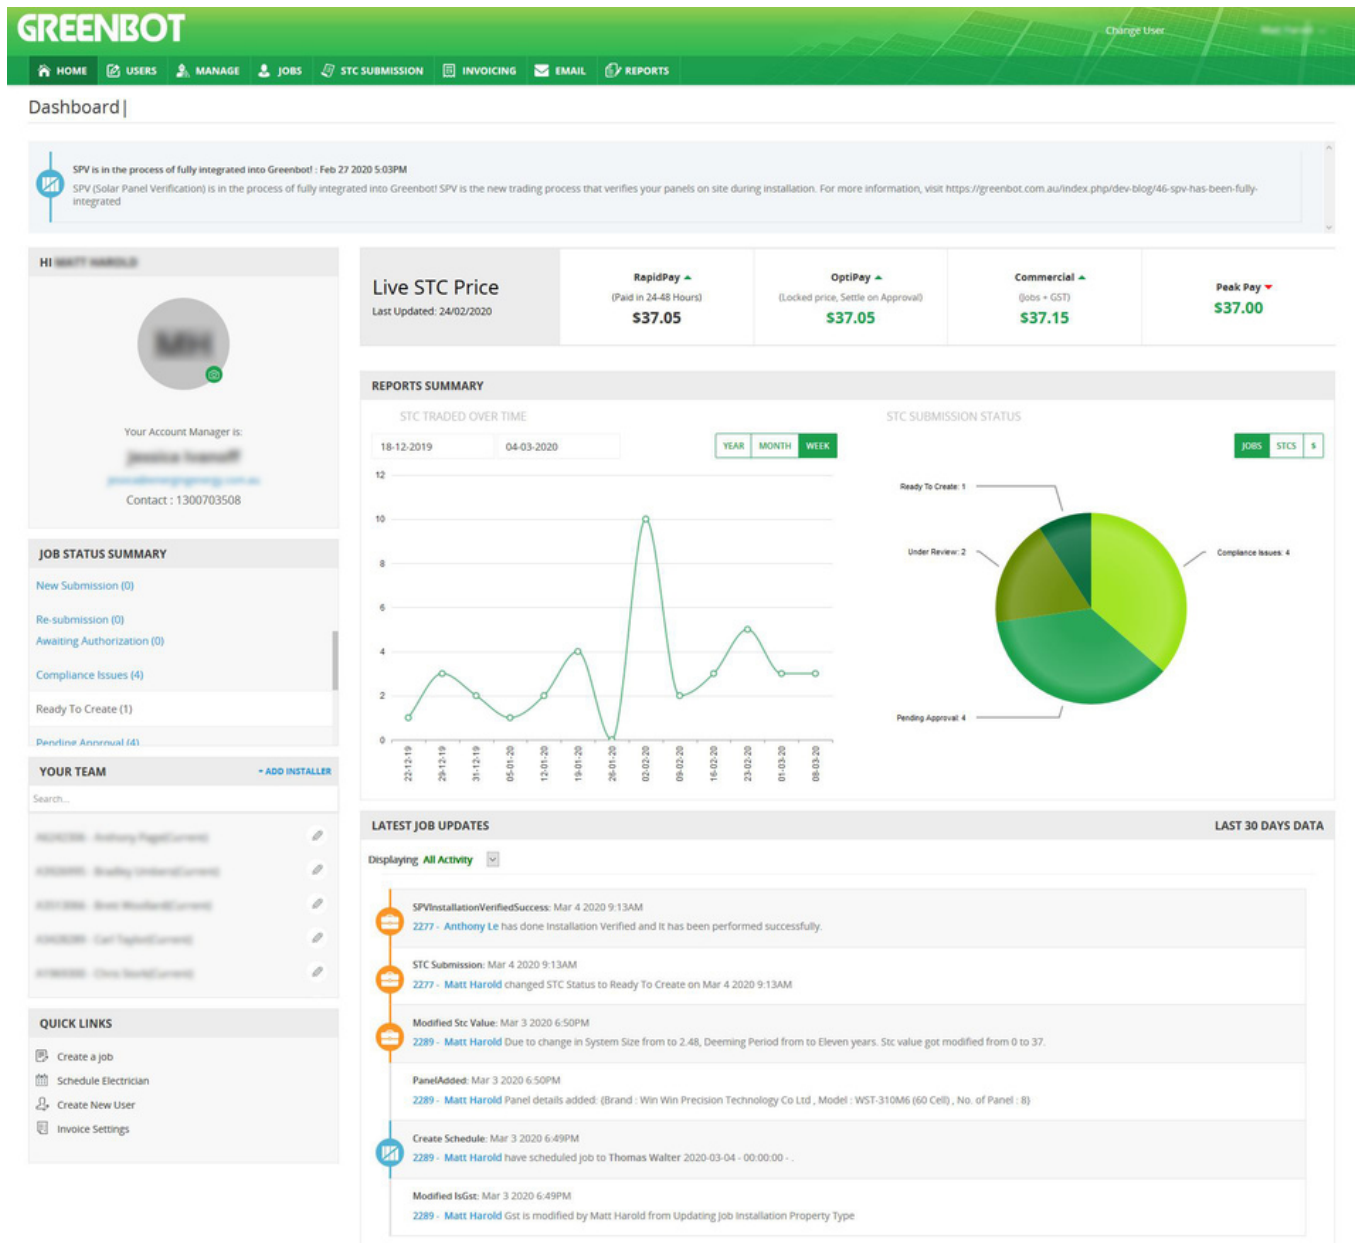 GREENBOT
Change User
HOME USERS MANAGE JOBS STC SUBMISSION INVOICING EMAIL REPORTS
Dashboard|
SPV is in the process of fully integrated into Greenbot! : Feb 27 2020 5:03PM
SPV (Solar Panel Verification) is in the process of fully integrated into Greenbot! SPV is the new trading process that verifies your panels on site during installation. For more information, visit https://greenbot.com.au/index.php/dev-blog/46-spv-has-been-fully-
integrated
HI
Your Account Manager is:
Contact : 1300703508
JOB STATUS SUMMARY
New Submission (0)
Re-submission (0)
Awaiting Authorization (0)
Compliance Issues (4)
Ready To Create (1)
Pending Approval (4)
YOUR TEAM + ADD INSTALLER
Search...
QUICK LINKS
Create a job
Schedule Electrician
Create New User
Invoice Settings
Live STC Price
Last Updated: 24/02/2020
RapidPay
(Paid in 24-48 Hours)
$37.05
OptiPay
(Locked price, Settle on Approval)
$37.05
Commercial
(Jobs + GST)
$37.15
Peak Pay
$37.00
REPORTS SUMMARY
STC TRADED OVER TIME
18-12-2019 04-03-2020 YEAR MONTH WEEK
12
10
8
6
4
2
0
22-12-19 29-12-19 31-12-19 05-01-20 12-01-20 19-01-20 26-01-20 02-02-20 09-02-20 16-02-20 23-02-20 01-03-20 08-03-20
STC SUBMISSION STATUS
JOBS STCS $
Ready To Create: 1
Under Review: 2
Compliance Issues: 4
Pending Approval: 4
LATEST JOB UPDATES LAST 30 DAYS DATA
Displaying All Activity
SPVInstallationVerifiedSuccess: Mar 4 2020 9:13AM
2277 - Anthony Le has done Installation Verified and It has been performed successfully.
STC Submission: Mar 4 2020 9:13AM
2277 - Matt Harold changed STC Status to Ready To Create on Mar 4 2020 9:13AM
Modified Stc Value: Mar 3 2020 6:50PM
2289 - Matt Harold Due to change in System Size from to 2.48, Deeming Period from to Eleven years. Stc value got modified from 0 to 37.
PanelAdded: Mar 3 2020 6:50PM
2289 - Matt Harold Panel details added: (Brand : Win Win Precision Technology Co Ltd , Model : WST-310M6 (60 Cell) , No. of Panel : 8)
Create Schedule: Mar 3 2020 6:49PM
2289 - Matt Harold have scheduled job to Thomas Walter 2020-03-04 - 00:00:00 - .
Modified IsGst: Mar 3 2020 6:49PM
2289 - Matt Harold Gst is modified by Matt Harold from Updating Job Installation Property Type